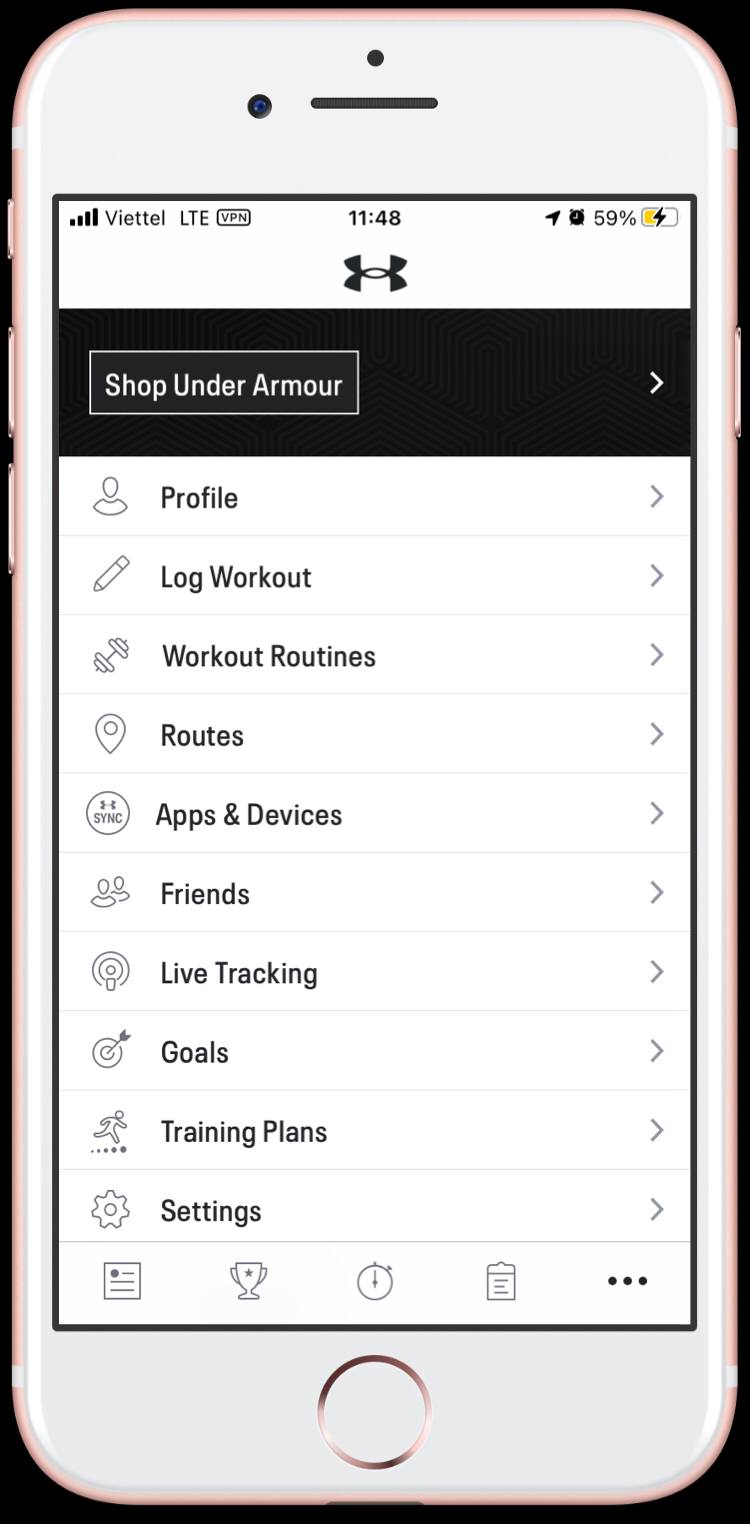 Viettel LTE VPN 11:48 59%
Shop Under Armour
Profile
Log Workout
Workout Routines
Routes
SYNC Apps & Devices
Friends
Live Tracking
Goals
Training Plans
Settings